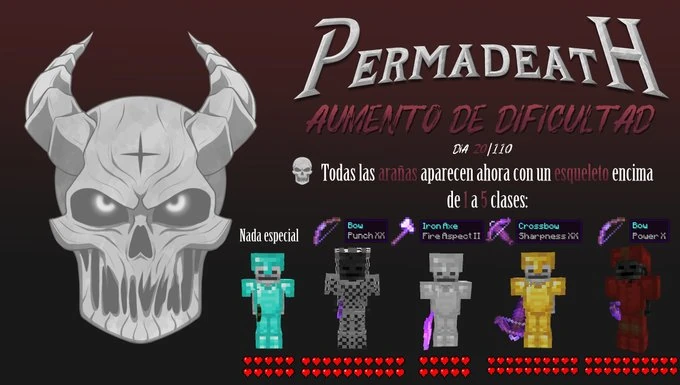 PERMADEATH
AUMENTO DE DIFICULTAD
DIA 20|110
Todas las arañas aparecen ahora con un esqueleto encima
de 1 a 5 clases:
Nada especial
Bow
Punch XX
Iron Axe
Fire Aspect II
Crossbow
Sharpness XX
Bow
Power X